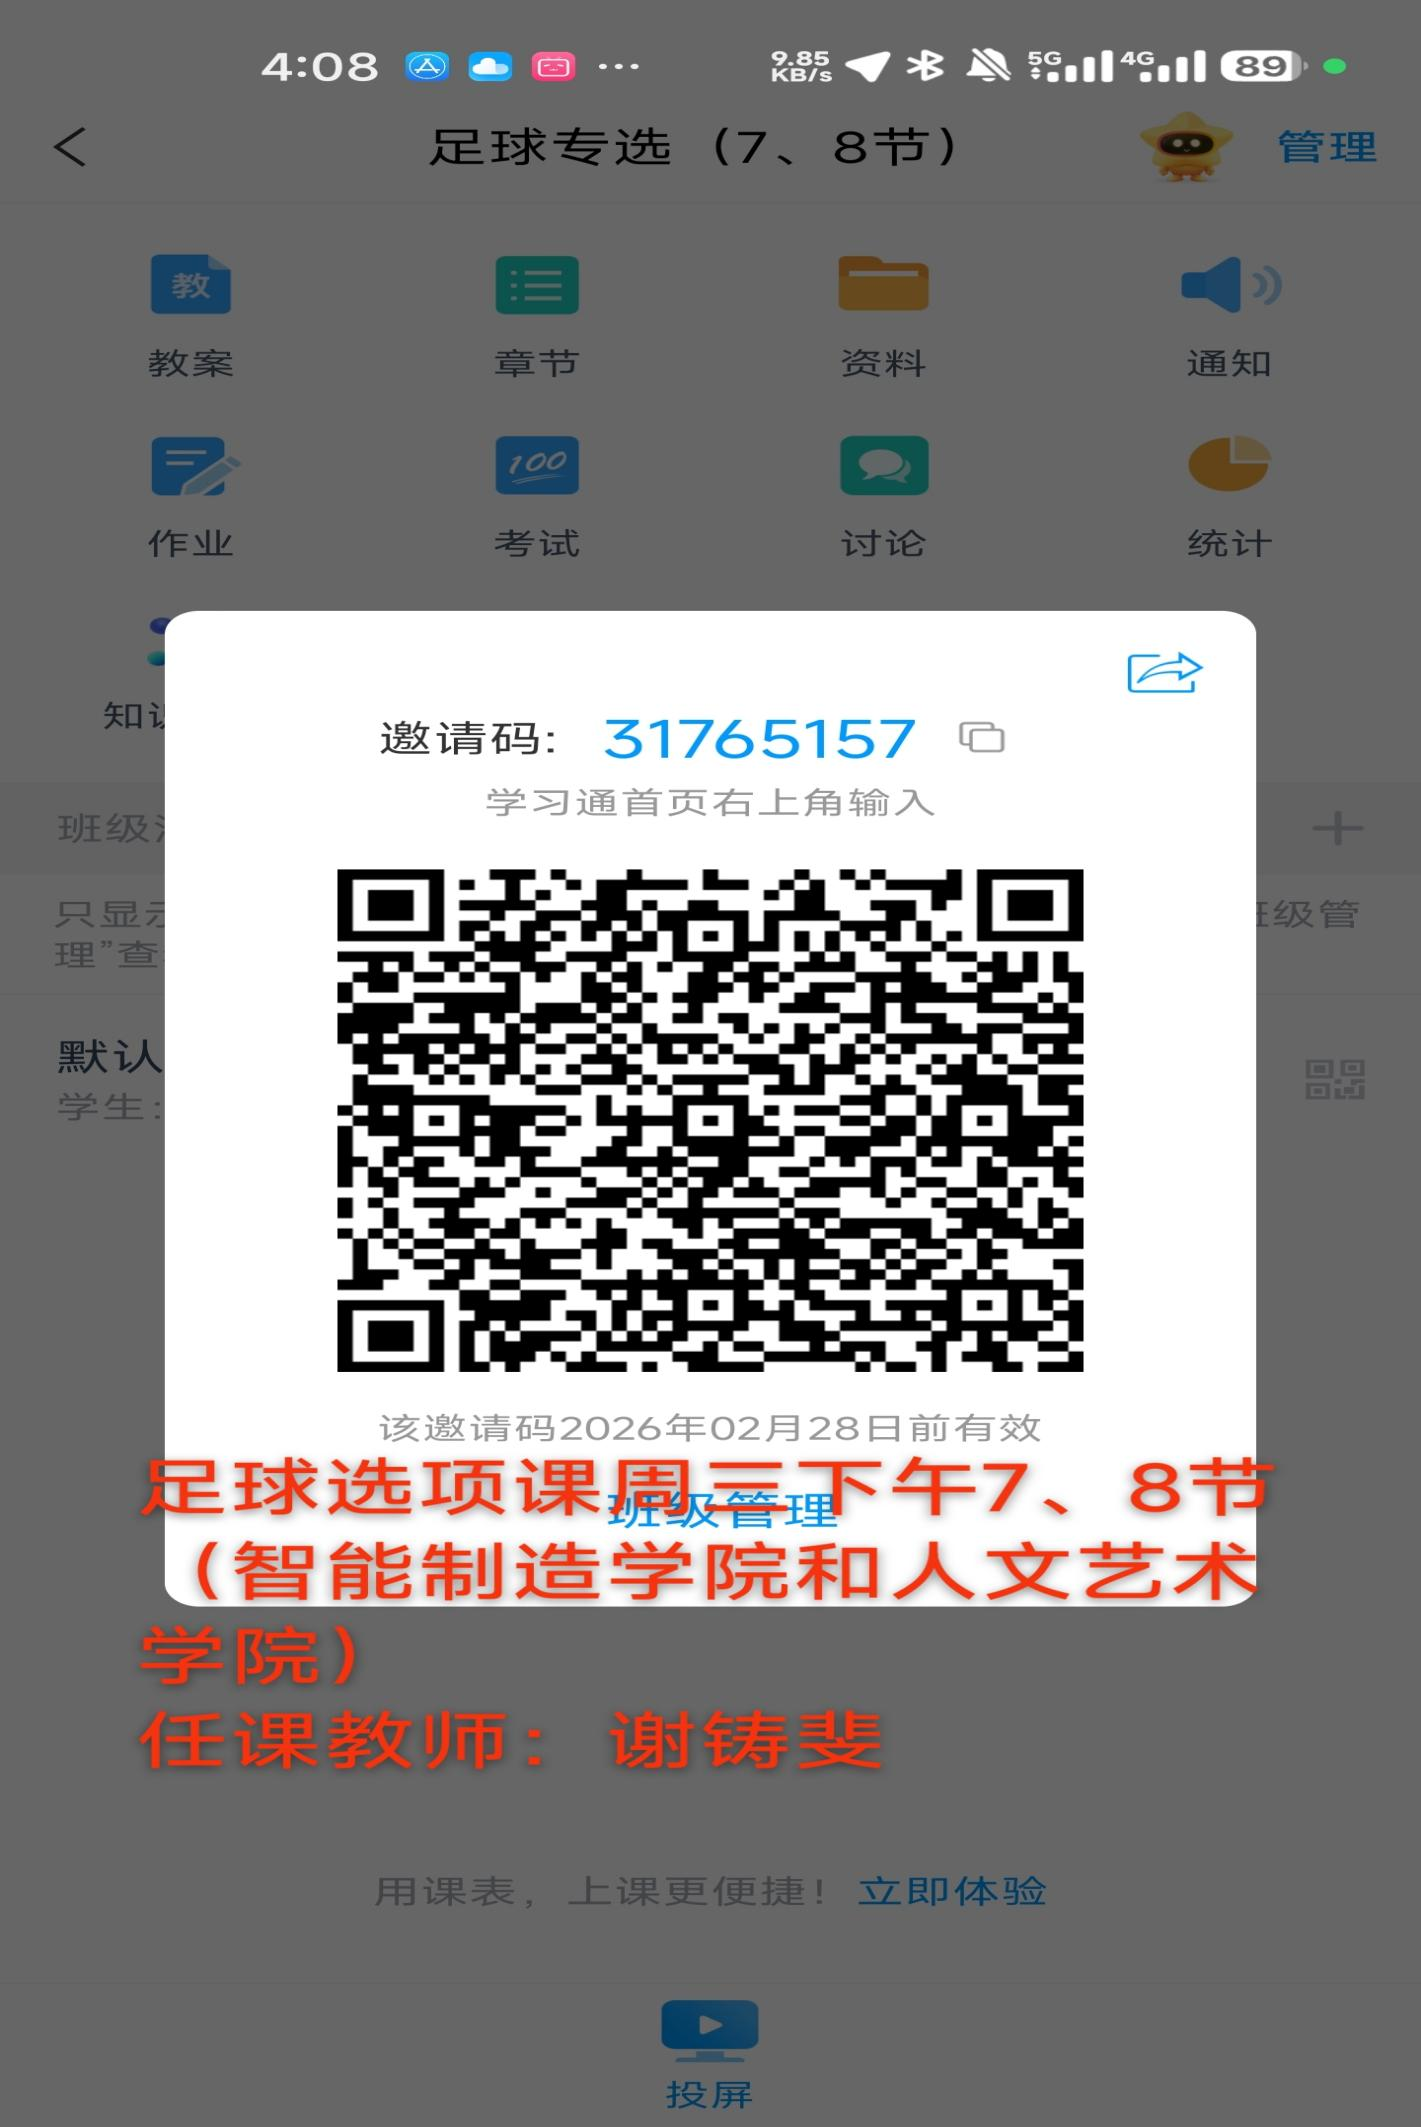 4:08
9.85 KB/s 5G 4G 89
足球专选（7、8节）
管理
教
教案 章节 资料 通知
100
作业 考试 讨论 统计
邀请码: 31765157
知
学习通首页右上角输入
班级
只显示 班级管
理”查
默认
学生:
该邀请码2026年02月28日前有效
足球选项课周三下午7、8节
班级管理
（智能制造学院和人文艺术
学院）
任课教师：谢铸斐
用课表，上课更便捷！ 立即体验
投屏